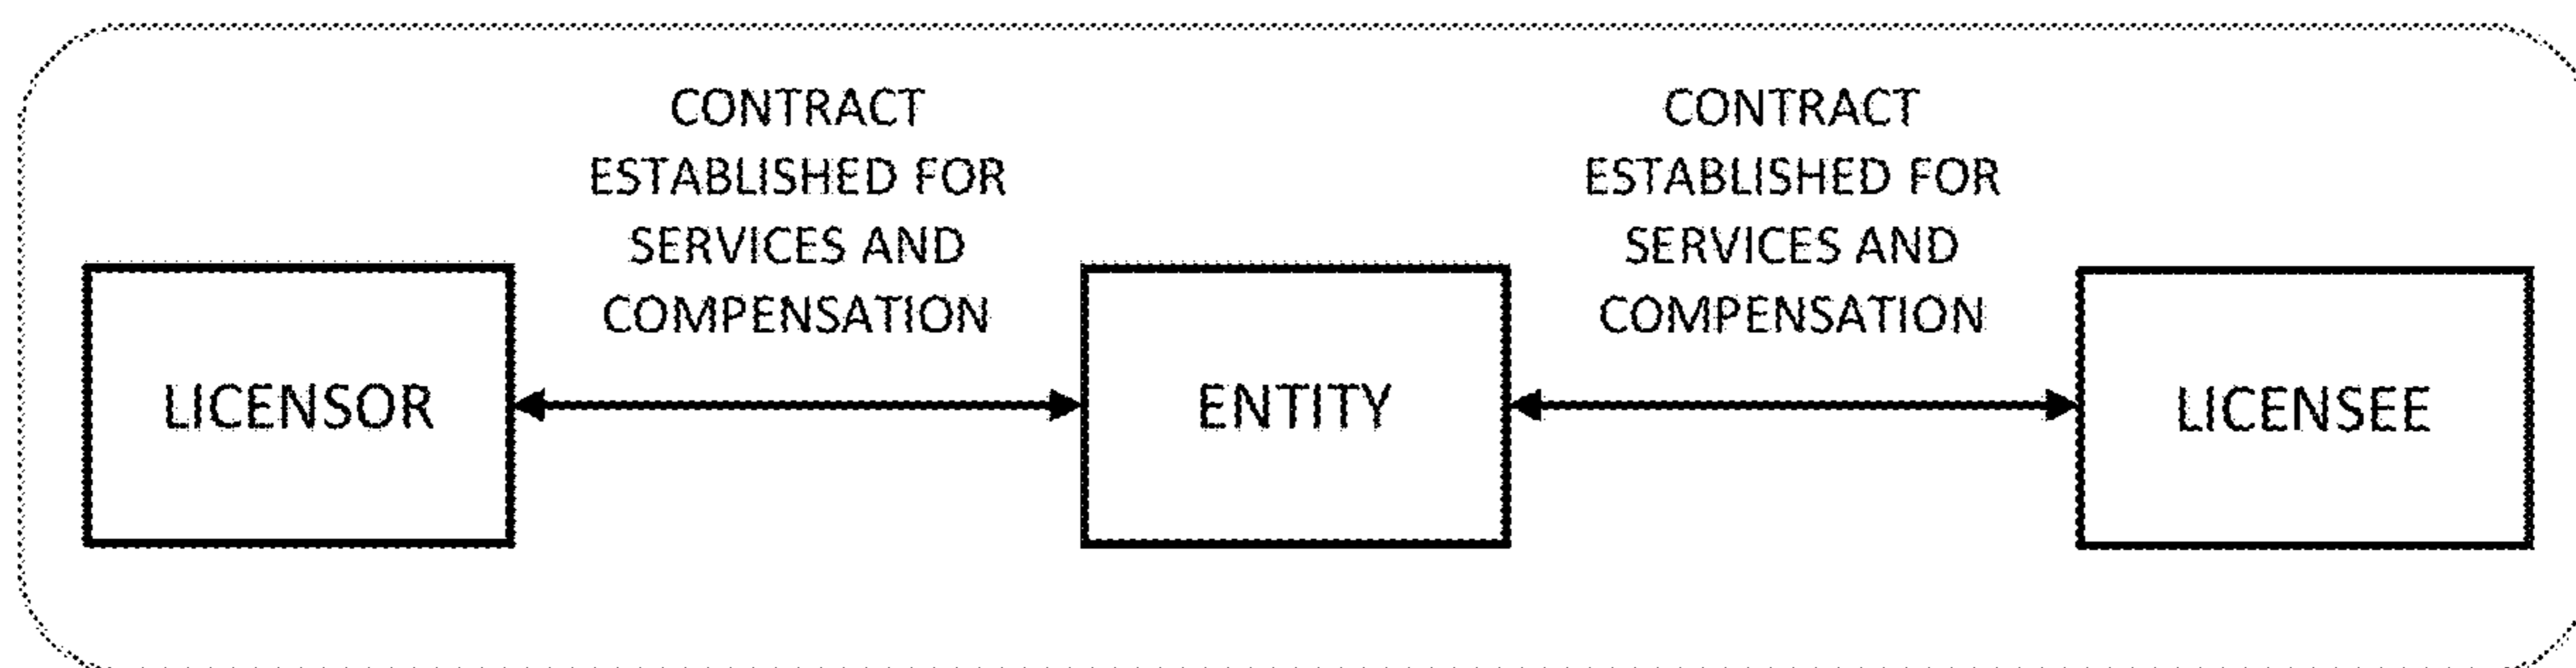 CONTRACT
ESTABLISHED FOR
SERVICES AND
COMPENSATION
CONTRACT
ESTABLISHED FOR
SERVICES AND
COMPENSATION
LICENSOR
ENTITY
LICENSEE